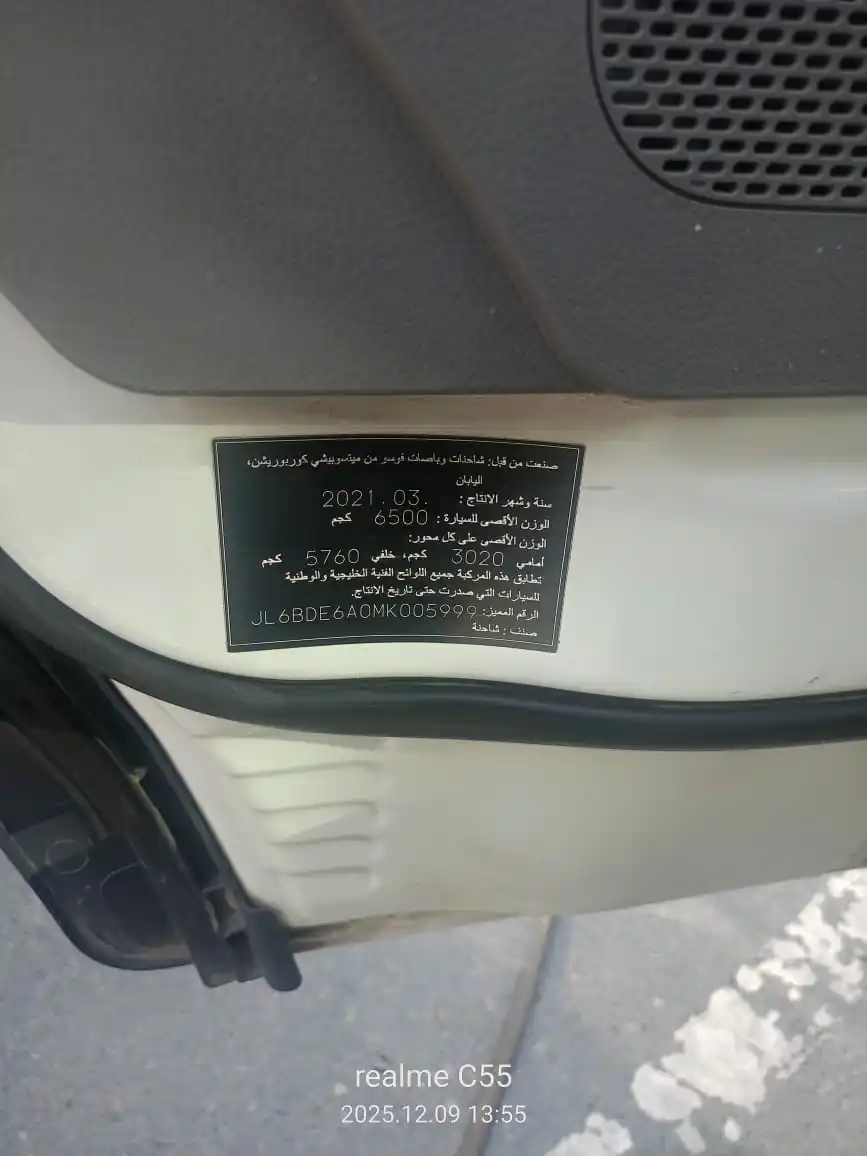 صنعت من قبل: شاحنات وباصات فوسو من ميتسوبيشي كوربوريشن،
اليابان
سنة وشهر الانتاج : 2021.03.
الوزن الأقصى للسيارة : 6500 كجم
الوزن الأقصى على كل محور:
أمامي 3020 كجم، خلفي 5760 كجم
تطابق هذه المركبة جميع اللوائح الفنية الخليجية والوطنية
للسيارات التي صدرت حتى تاريخ الانتاج.
الرقم المميز: JL6BDE6A0MK005999
صنف : شاحنة
realme C55
2025.12.09 13:55